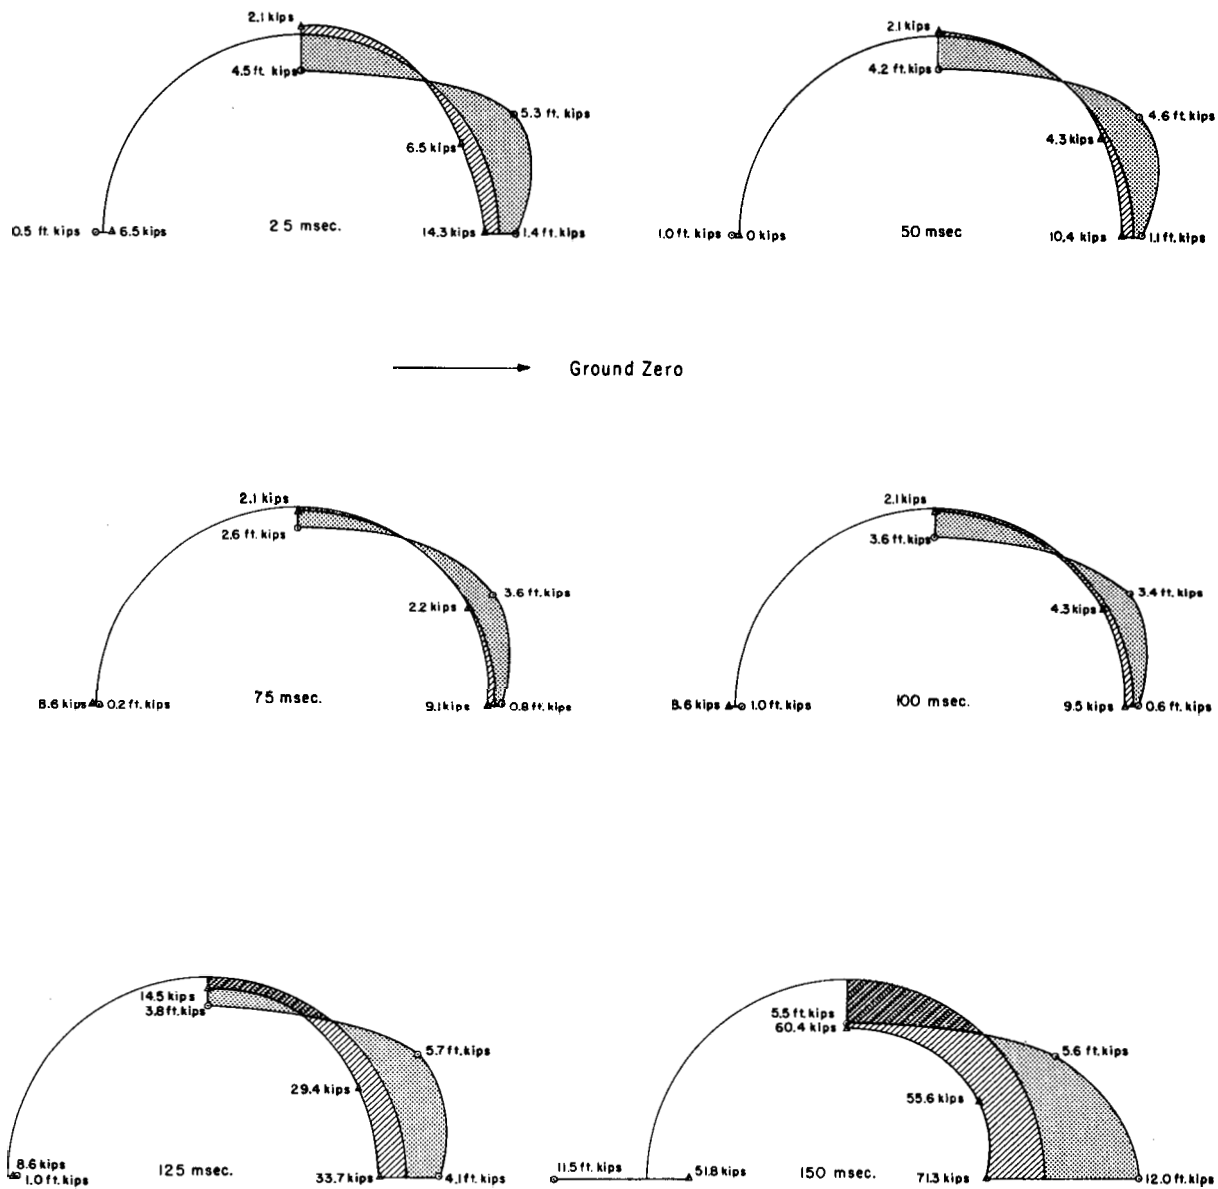 2.1 kips
4.5 ft. kips
5.3 ft. kips
6.5 kips
0.5 ft. kips
6.5 kips
25 msec.
14.3 kips
1.4 ft. kips
2.1 kips
4.2 ft. kips
4.6 ft. kips
4.3 kips
1.0 ft. kips
0 kips
50 msec
10.4 kips
1.1 ft. kips
Ground Zero
2.1 kips
2.6 ft. kips
3.6 ft. kips
2.2 kips
8.6 kips
0.2 ft. kips
75 msec.
9.1 kips
0.8 ft. kips
2.1 kips
3.6 ft. kips
3.4 ft. kips
4.3 kips
8.6 kips
1.0 ft. kips
100 msec.
9.5 kips
0.6 ft. kips
14.5 kips
3.8 ft. kips
5.7 ft. kips
29.4 kips
8.6 kips
1.0 ft. kips
125 msec.
33.7 kips
4.1 ft. kips
5.5 ft. kips
60.4 kips
5.6 ft. kips
55.6 kips
11.5 ft. kips
51.8 kips
150 msec.
71.3 kips
12.0 ft. kips